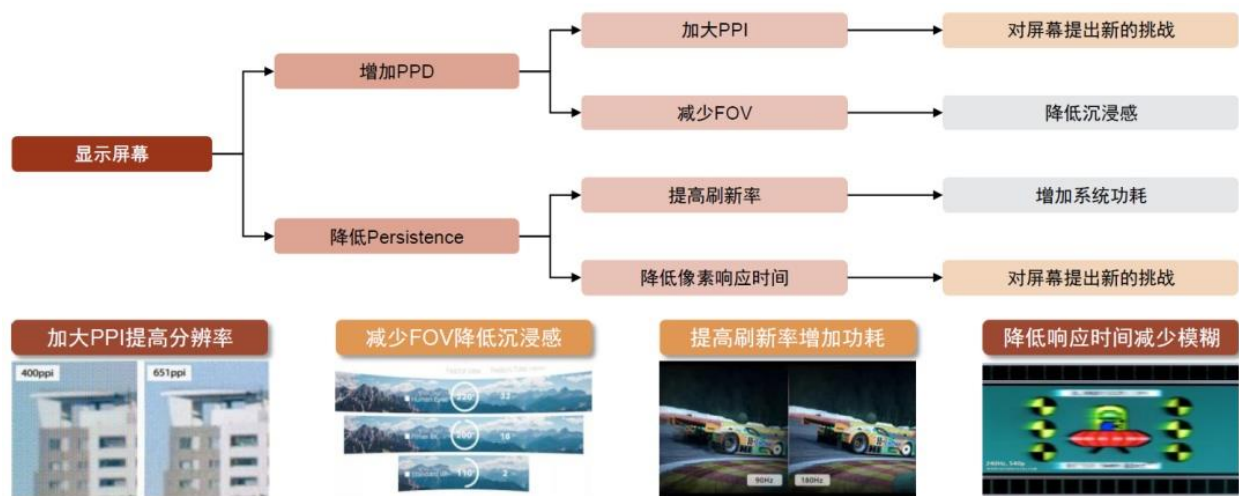 加大PPI
对屏幕提出新的挑战
增加PPD
减少FOV
降低沉浸感
显示屏幕
提高刷新率
增加系统功耗
降低Persistence
降低像素响应时间
对屏幕提出新的挑战
加大PPI提高分辨率
减少FOV降低沉浸感
提高刷新率增加功耗
降低响应时间减少模糊
400ppi
651ppi
200
110
90Hz
180Hz
240Hz, 540p